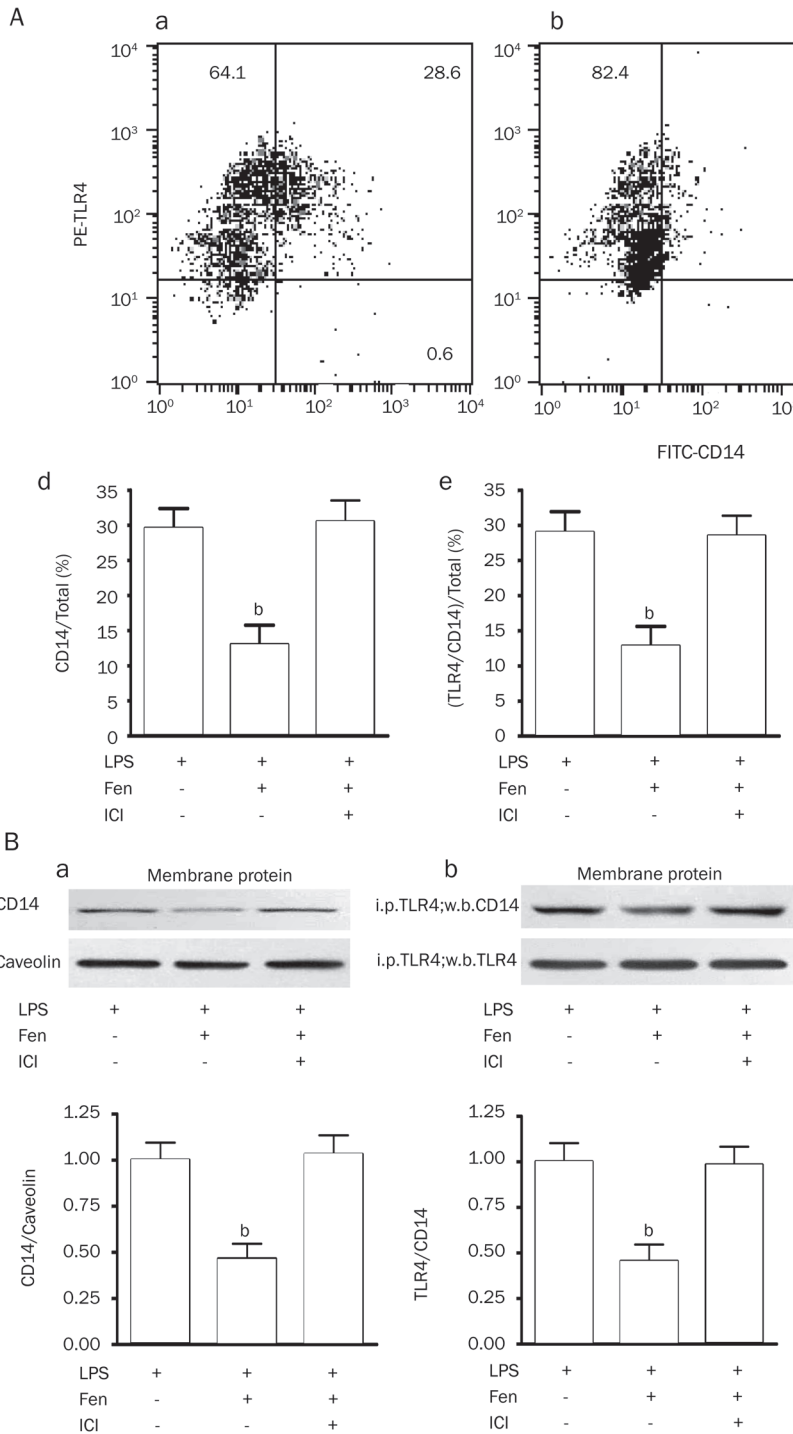 A
a
b
10⁴
10³
10²
10¹
10⁰
PE-TLR4
64.1
28.6
0.6
10⁰ 10¹ 10² 10³ 10⁴
10⁴
10³
10²
10¹
10⁰
82.4
10⁰ 10¹ 10²
FITC-CD14
d
CD14/Total (%)
35
30
25
20
15
10
5
0
b
LPS + + +
Fen - + +
ICI - - +
e
(TLR4/CD14)/Total (%)
35
30
25
20
15
10
5
0
b
LPS + + +
Fen - + +
ICI - - +
B
a
Membrane protein
CD14
Caveolin
LPS + + +
Fen - + +
ICI - - +
b
Membrane protein
i.p.TLR4;w.b.CD14
i.p.TLR4;w.b.TLR4
LPS + + +
Fen - + +
ICI - - +
CD14/Caveolin
1.25
1.00
0.75
0.50
0.25
0.00
b
LPS + + +
Fen - + +
ICI - - +
TLR4/CD14
1.25
1.00
0.75
0.50
0.25
0.00
b
LPS + + +
Fen - + +
ICI - - +